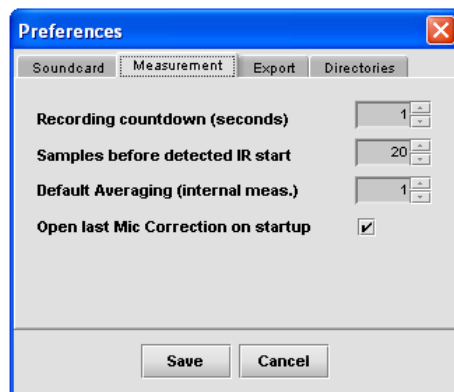 Preferences
Soundcard Measurement Export Directories
Recording countdown (seconds) 1
Samples before detected IR start 20
Default Averaging (internal meas.) 1
Open last Mic Correction on startup
Save Cancel